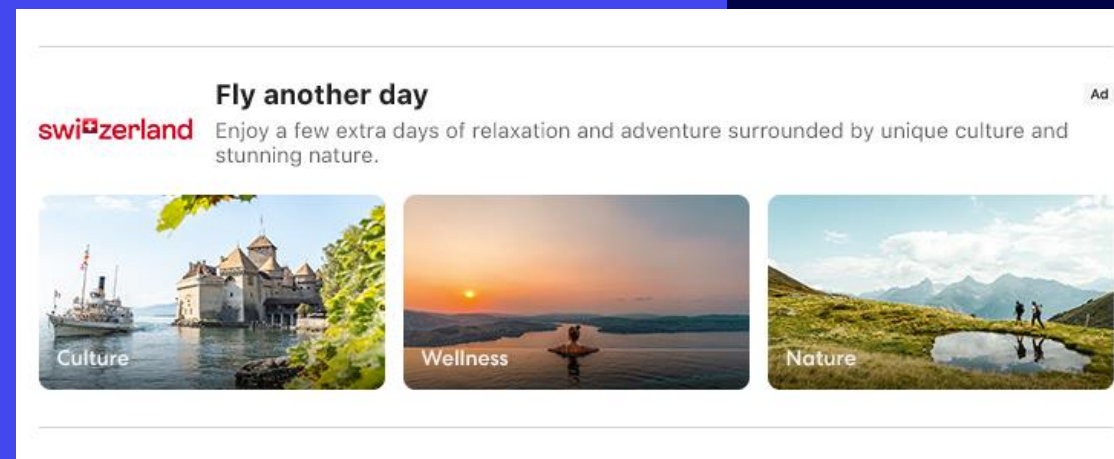 Fly another day
Ad
switzerland
Enjoy a few extra days of relaxation and adventure surrounded by unique culture and
stunning nature.
Culture
Wellness
Nature